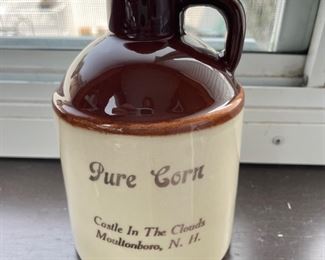 Pure Corn
Castle In The Clouds
Moultonboro, N. H.